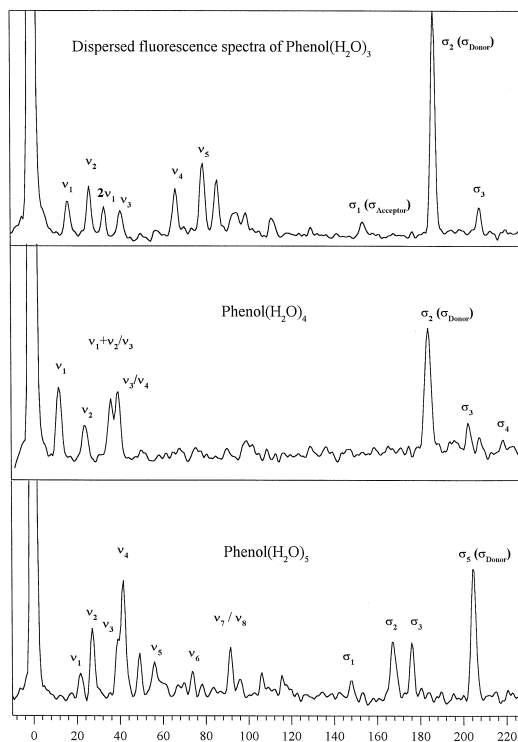 Dispersed fluorescence spectra of Phenol(H₂O)₃
σ₂ (σDonor)
ν₅
ν₂
ν₄
ν₁
2ν₁
ν₃
σ₁ (σAcceptor)
σ₃
Phenol(H₂O)₄
σ₂ (σDonor)
ν₁+ν₂/ν₃
ν₁
ν₃/ν₄
ν₂
σ₃
σ₄
Phenol(H₂O)₅
ν₄
σ₅ (σDonor)
ν₂
ν₃
ν₇ / ν₈
σ₂
σ₃
ν₁
ν₅
ν₆
σ₁
0 20 40 60 80 100 120 140 160 180 200 220